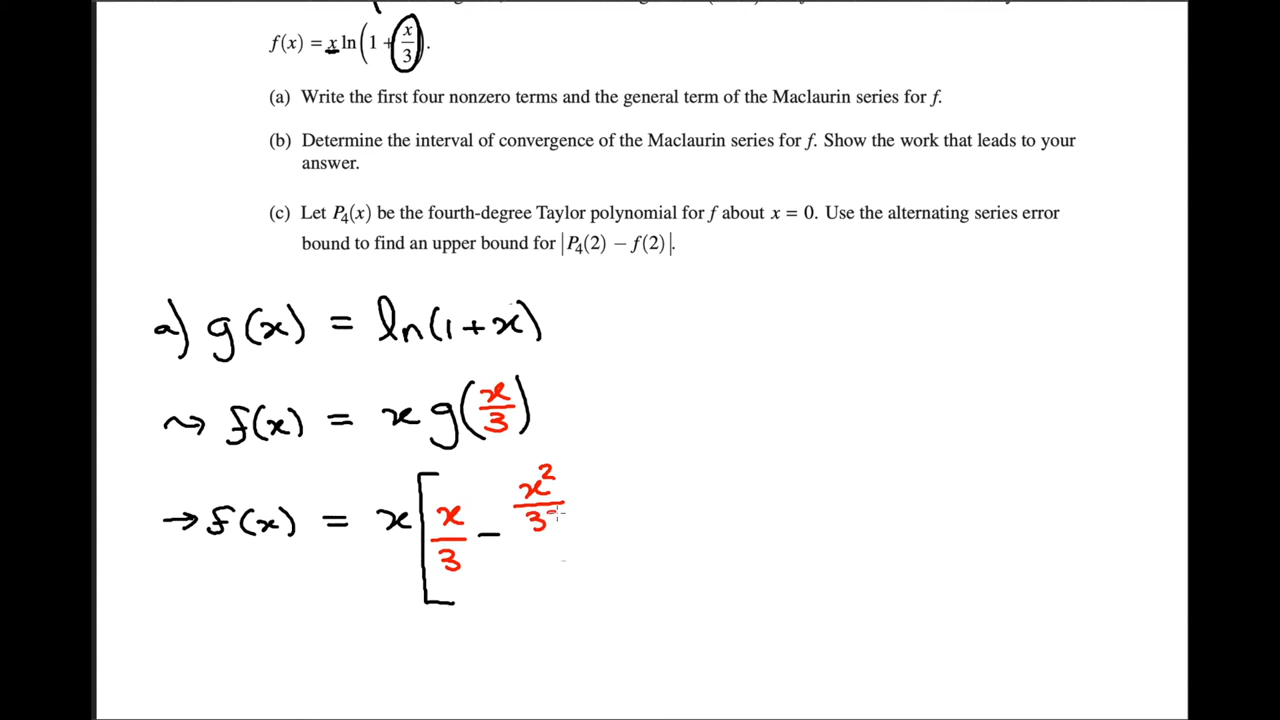 f(x) = x ln(1 + x/3).
(a) Write the first four nonzero terms and the general term of the Maclaurin series for f.
(b) Determine the interval of convergence of the Maclaurin series for f. Show the work that leads to your
answer.
(c) Let P₄(x) be the fourth-degree Taylor polynomial for f about x = 0. Use the alternating series error
bound to find an upper bound for |P₄(2) − f(2)|.
a) g(x) = ln(1+x)
⇝ f(x) = x g(x/3)
→ f(x) = x[x/3 − x²/3